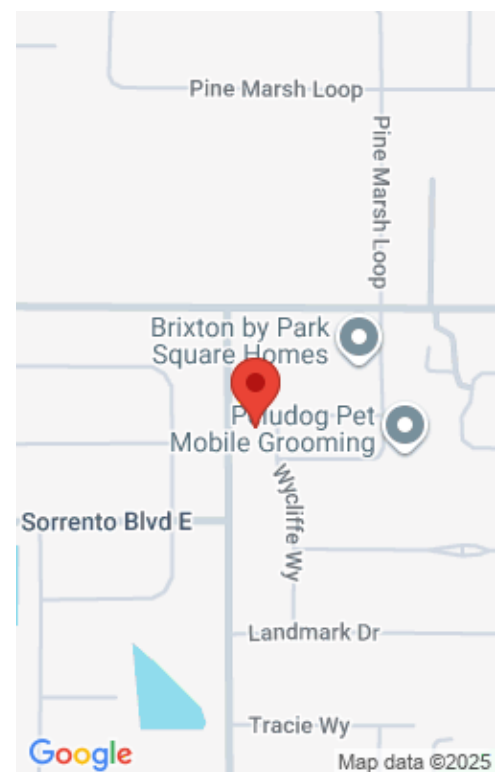 Pine Marsh Loop
Pine Marsh Loop
Brixton by Park
Square Homes
Peludog Pet
Mobile Grooming
Wycliffe Wy
Sorrento Blvd E
Landmark Dr
Tracie Wy
Google
Map data ©2025